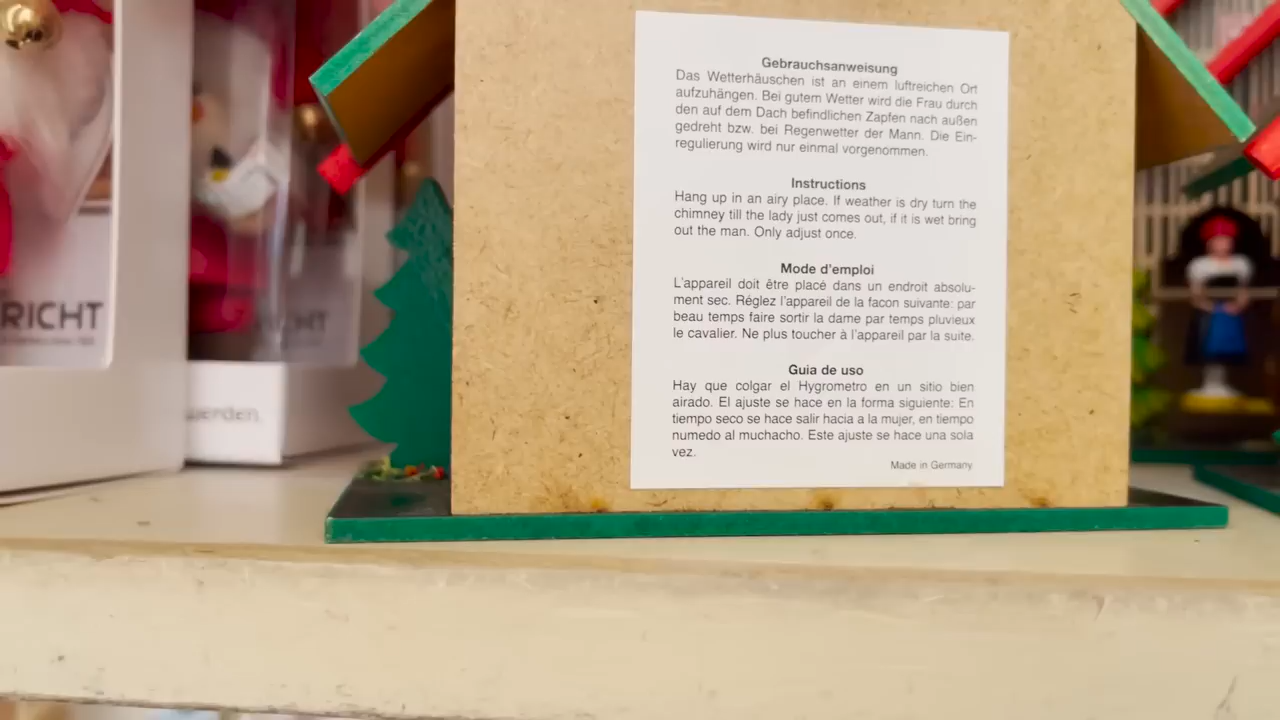 Gebrauchsanweisung
Das Wetterhäuschen ist an einem luftreichen Ort
aufzuhängen. Bei gutem Wetter wird die Frau durch
den auf dem Dach befindlichen Zapfen nach außen
gedreht bzw. bei Regenwetter der Mann. Die Ein-
regulierung wird nur einmal vorgenommen.
Instructions
Hang up in an airy place. If weather is dry turn the
chimney till the lady just comes out, if it is wet bring
out the man. Only adjust once.
Mode d'emploi
L'appareil doit être placé dans un endroit absolu-
ment sec. Réglez l'appareil de la facon suivante: par
beau temps faire sortir la dame par temps pluvieux
le cavalier. Ne plus toucher à l'appareil par la suite.
Guia de uso
Hay que colgar el Hygrometro en un sitio bien
airado. El ajuste se hace en la forma siguiente: En
tiempo seco se hace salir hacia a la mujer, en tiempo
numedo al muchacho. Este ajuste se hace una sola
vez.
Made in Germany
RICHT
werden.